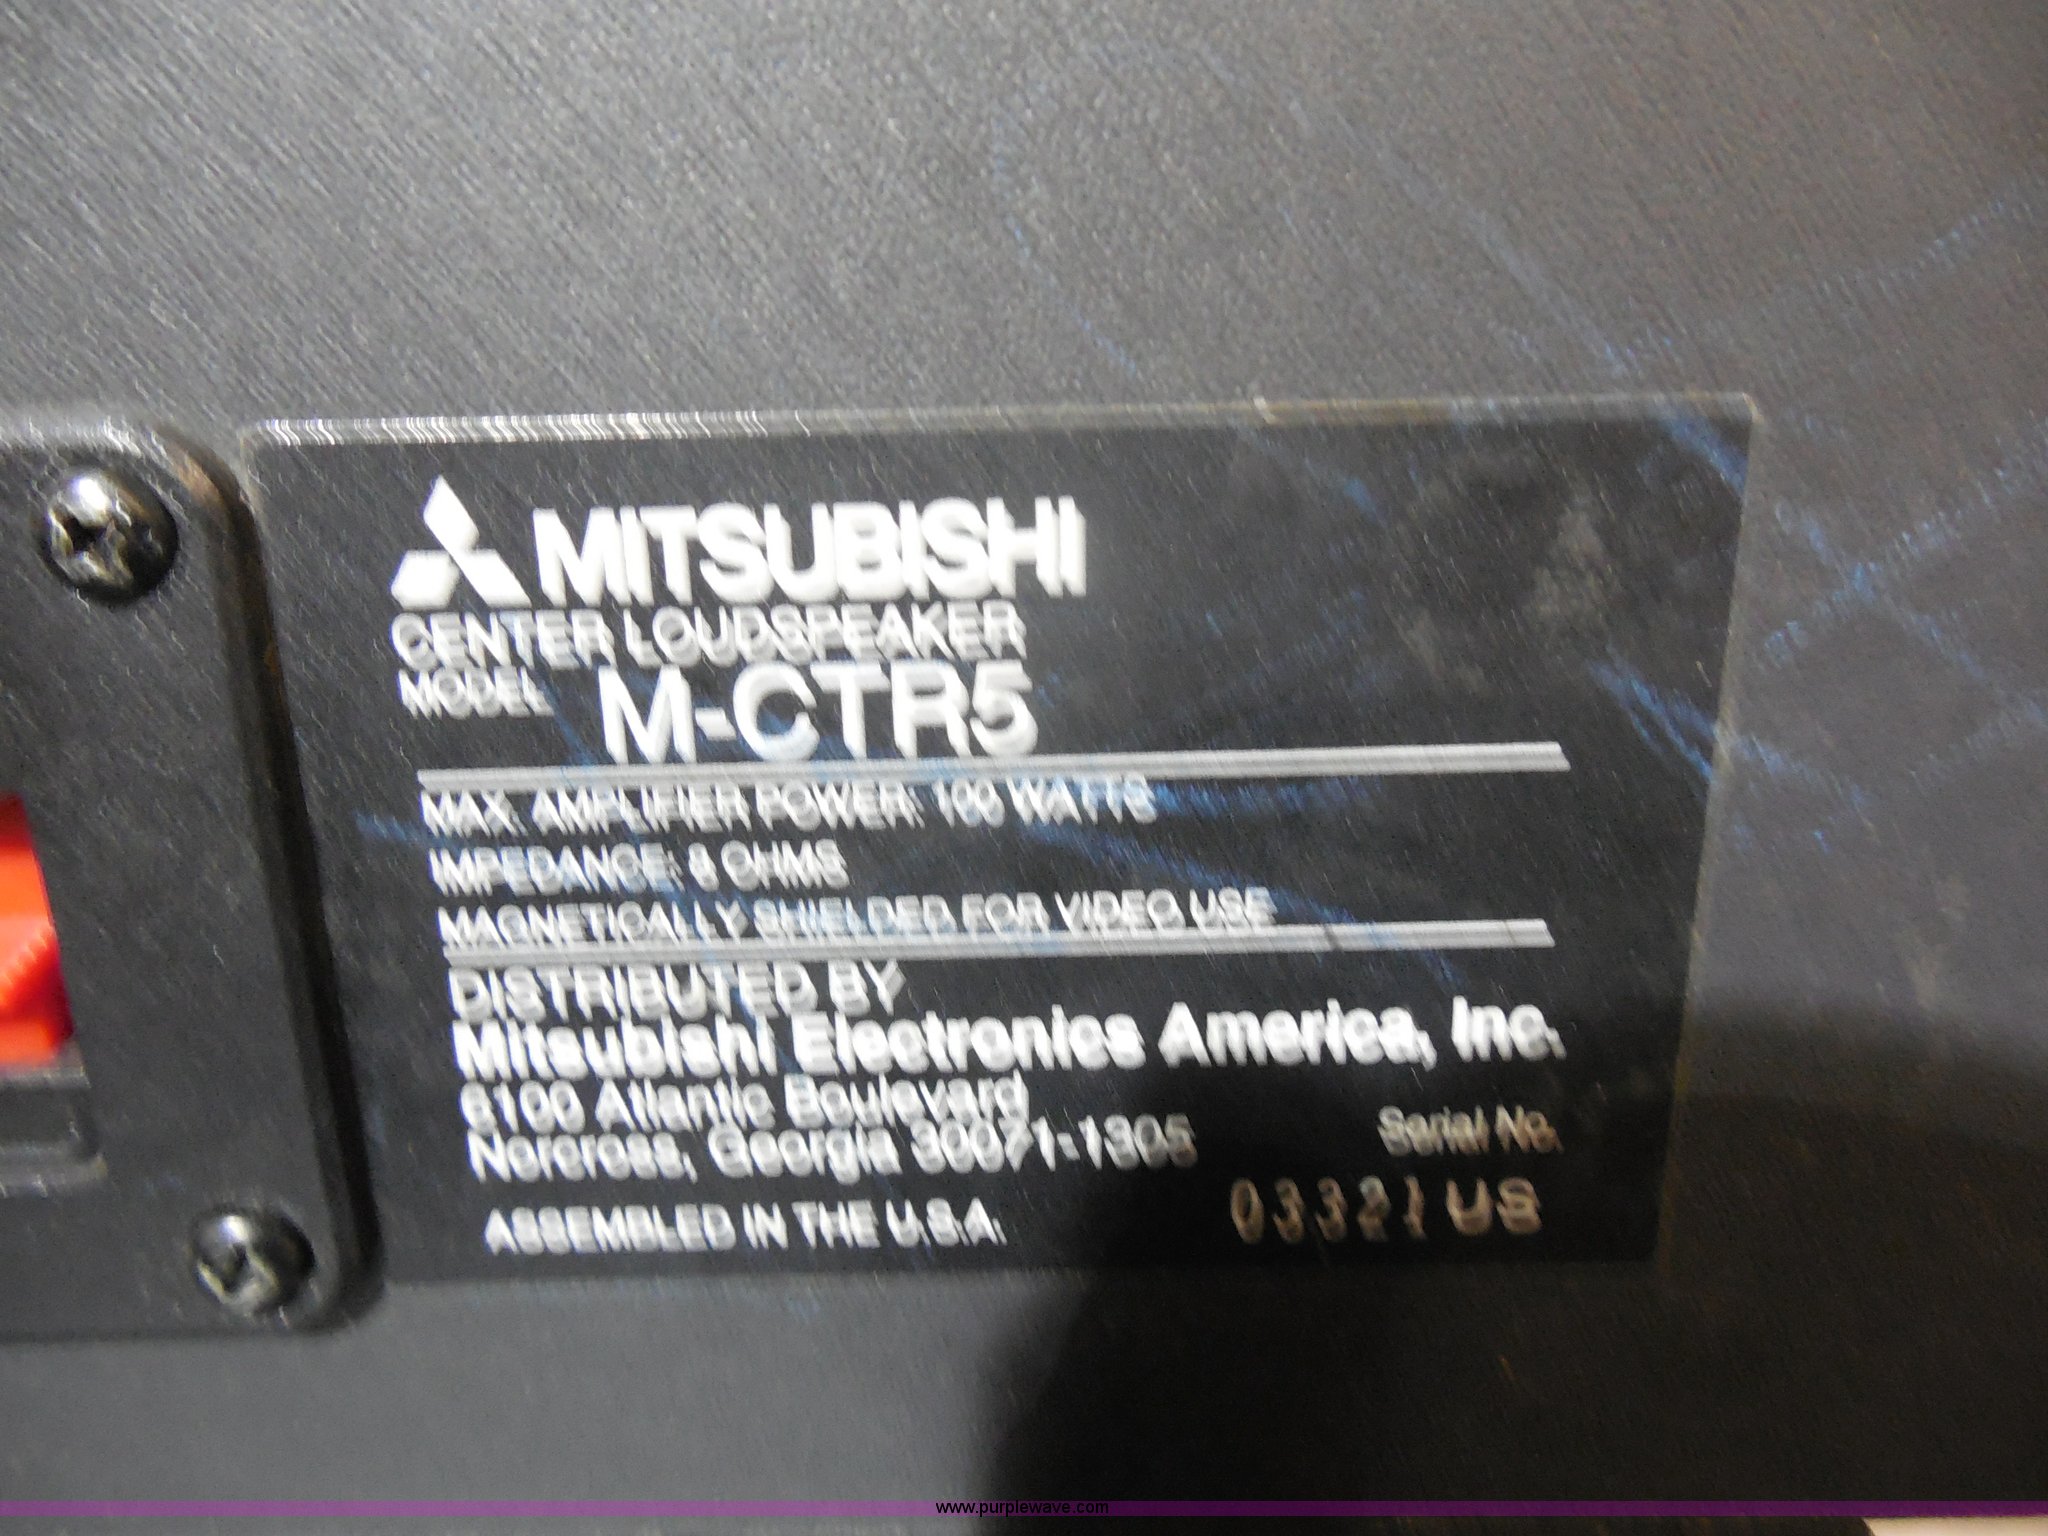 MITSUBISHI
CENTER LOUDSPEAKER
MODEL M-CTR5
MAX. AMPLIFIER POWER: 100 WATTS
IMPEDANCE: 8 OHMS
MAGNETICALLY SHIELDED FOR VIDEO USE
DISTRIBUTED BY
Mitsubishi Electronics America, Inc.
6100 Atlantic Boulevard
Norcross, Georgia 30071-1305
Serial No.
03321 US
ASSEMBLED IN THE U.S.A.
www.purplewave.com